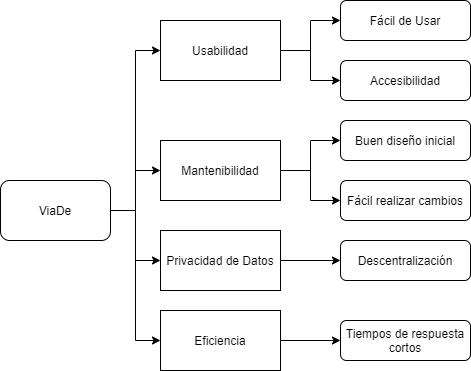 ViaDe
Usabilidad
Fácil de Usar
Accesibilidad
Mantenibilidad
Buen diseño inicial
Fácil realizar cambios
Privacidad de Datos
Descentralización
Eficiencia
Tiempos de respuesta
cortos